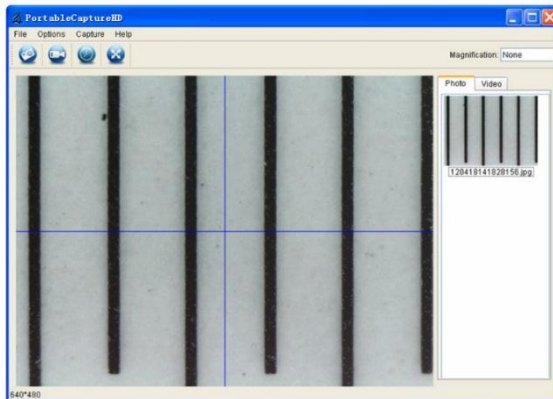 PortableCaptureHD
File Options Capture Help
Magnification: None
Photo Video
120418141828156.jpg
640*480